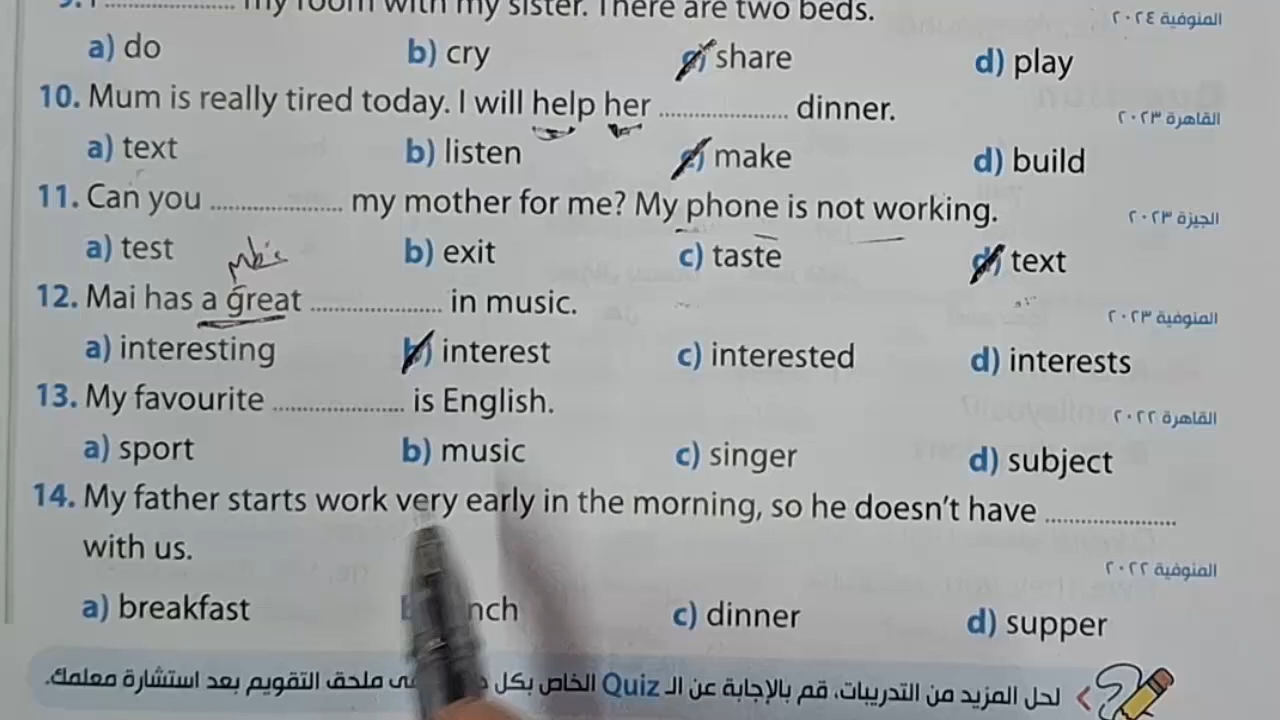 my room with my sister. There are two beds. المنوفية ٢٠٢٤
a) do b) cry c) share d) play
10. Mum is really tired today. I will help her .................... dinner. القاهرة ٢٠٢٣
a) text b) listen c) make d) build
11. Can you .................... my mother for me? My phone is not working. الجيزة ٢٠٢٣
a) test b) exit c) taste d) text
12. Mai has a great .................... in music. المنوفية ٢٠٢٣
a) interesting b) interest c) interested d) interests
13. My favourite .................... is English. القاهرة ٢٠٢٢
a) sport b) music c) singer d) subject
14. My father starts work very early in the morning, so he doesn't have ....................
with us. المنوفية ٢٠٢٢
a) breakfast c) dinner d) supper
لحل المزيد من التدريبات، قم بالإجابة عن الـ Quiz الخاص بكل ملحق التقويم بعد استشارة معلمك.